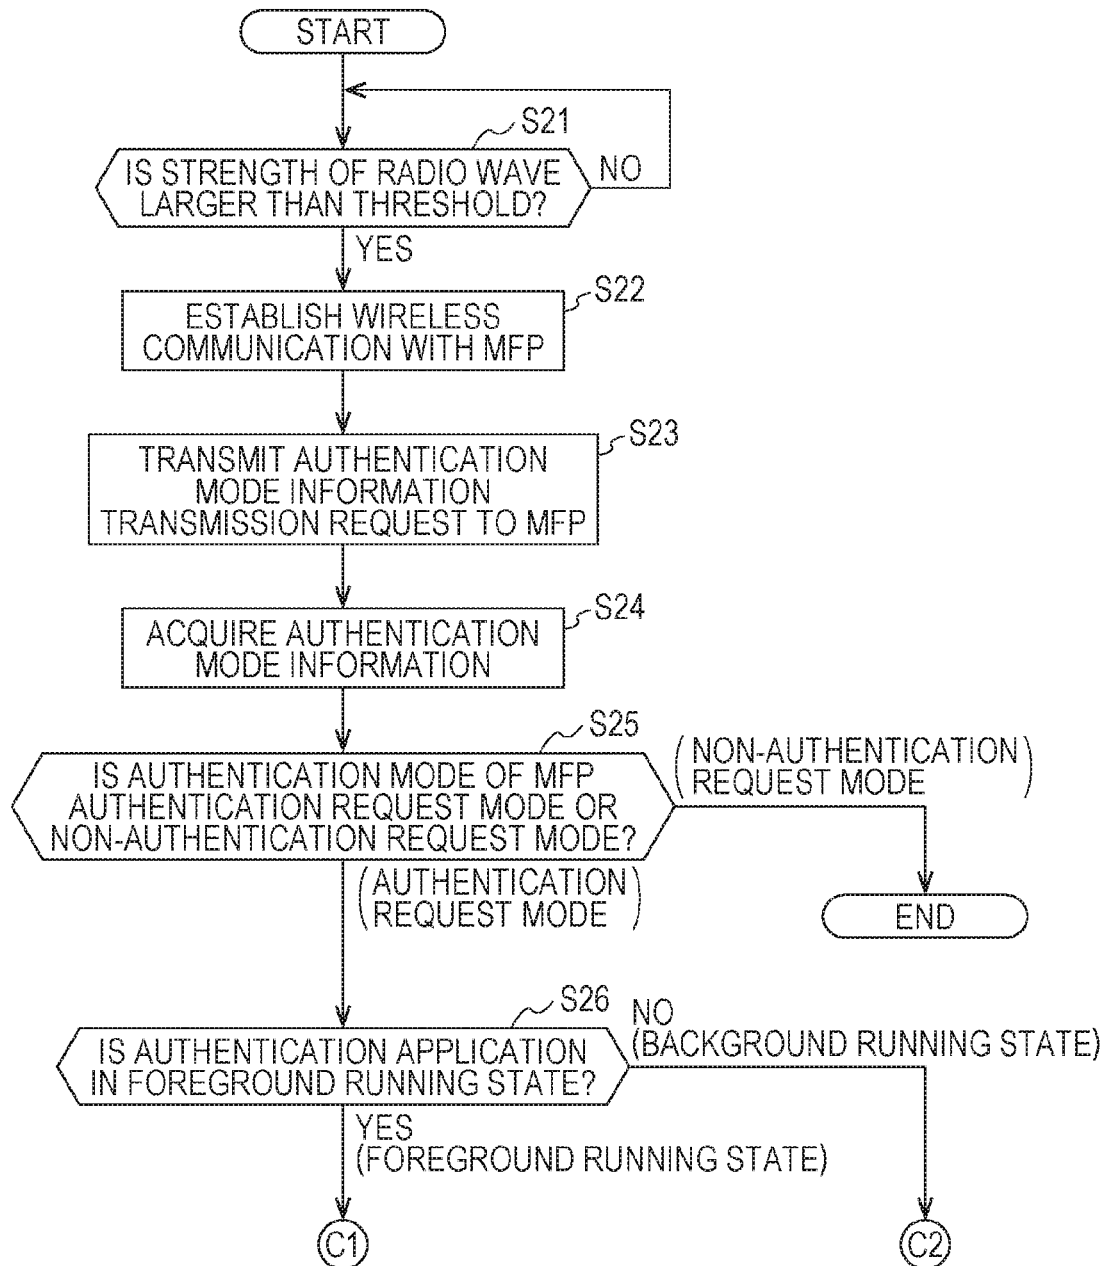 START
S21
IS STRENGTH OF RADIO WAVE
LARGER THAN THRESHOLD?
NO
YES
S22
ESTABLISH WIRELESS
COMMUNICATION WITH MFP
S23
TRANSMIT AUTHENTICATION
MODE INFORMATION
TRANSMISSION REQUEST TO MFP
S24
ACQUIRE AUTHENTICATION
MODE INFORMATION
S25
IS AUTHENTICATION MODE OF MFP
AUTHENTICATION REQUEST MODE OR
NON-AUTHENTICATION REQUEST MODE?
(NON-AUTHENTICATION
REQUEST MODE)
(AUTHENTICATION
REQUEST MODE)
END
S26
IS AUTHENTICATION APPLICATION
IN FOREGROUND RUNNING STATE?
NO
(BACKGROUND RUNNING STATE)
YES
(FOREGROUND RUNNING STATE)
C1
C2